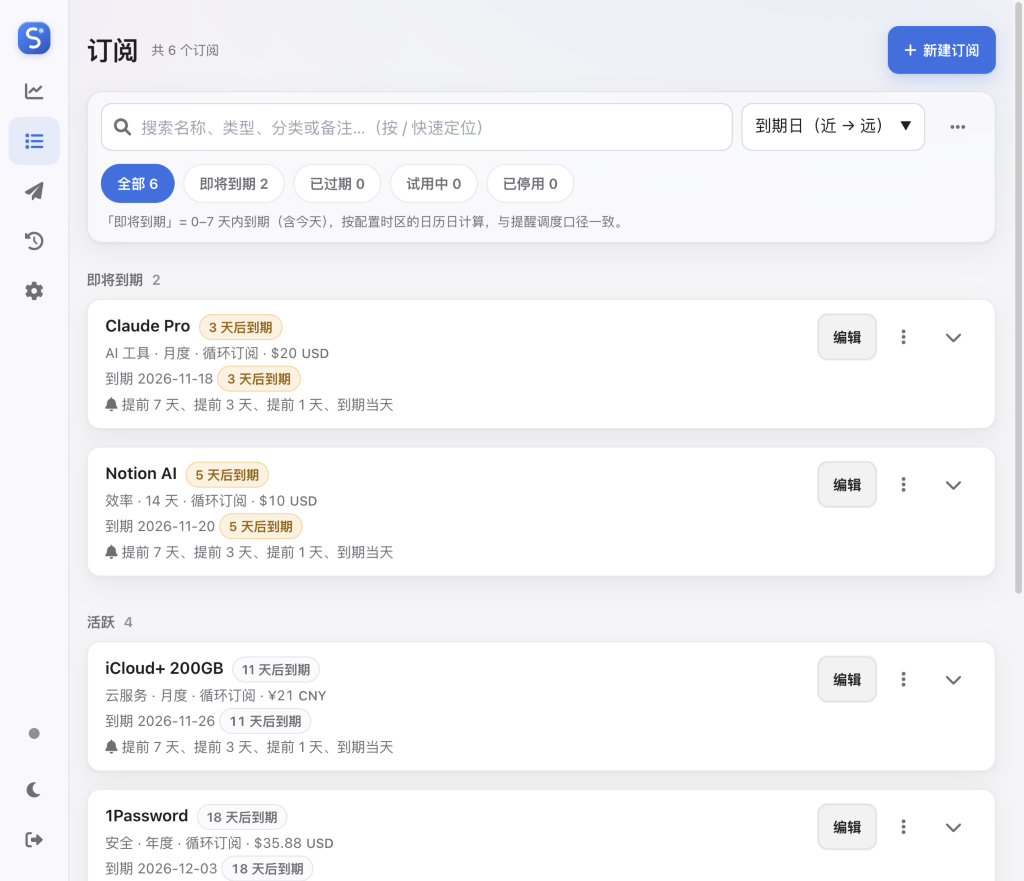 S
订阅 共 6 个订阅
+ 新建订阅
搜索名称、类型、分类或备注...（按 / 快速定位）
到期日（近 → 远） ▼
全部 6 即将到期 2 已过期 0 试用中 0 已停用 0
「即将到期」= 0–7 天内到期（含今天），按配置时区的日历日计算，与提醒调度口径一致。
即将到期 2
Claude Pro 3 天后到期
编辑
AI 工具 · 月度 · 循环订阅 · $20 USD
到期 2026-11-18 3 天后到期
提前 7 天、提前 3 天、提前 1 天、到期当天
Notion AI 5 天后到期
编辑
效率 · 14 天 · 循环订阅 · $10 USD
到期 2026-11-20 5 天后到期
提前 7 天、提前 3 天、提前 1 天、到期当天
活跃 4
iCloud+ 200GB 11 天后到期
编辑
云服务 · 月度 · 循环订阅 · ¥21 CNY
到期 2026-11-26 11 天后到期
提前 7 天、提前 3 天、提前 1 天、到期当天
1Password 18 天后到期
编辑
安全 · 年度 · 循环订阅 · $35.88 USD
到期 2026-12-03 18 天后到期